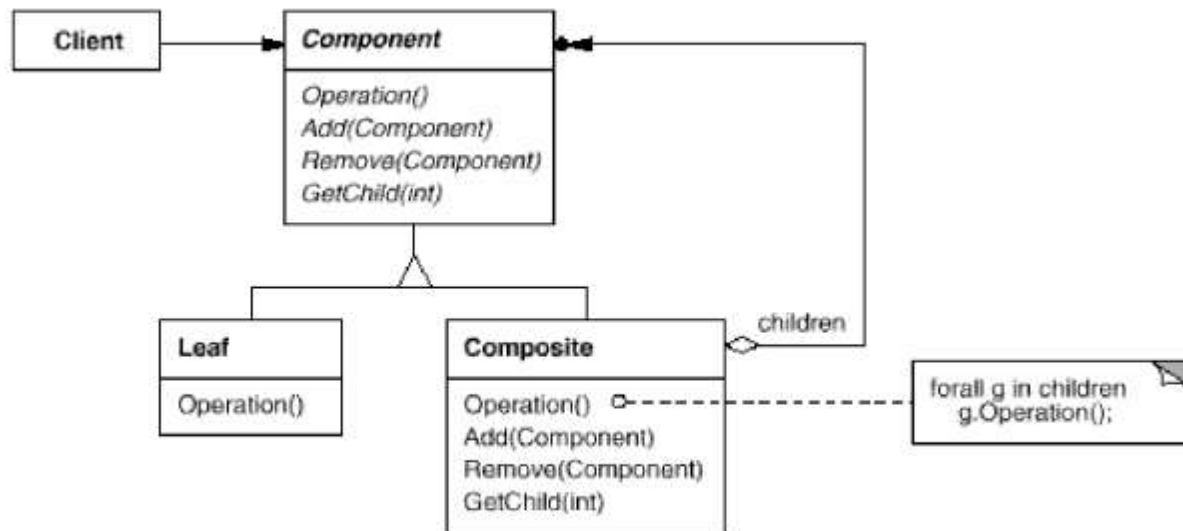 Client
Component
Operation()
Add(Component)
Remove(Component)
GetChild(int)
Leaf
Operation()
Composite
Operation()
Add(Component)
Remove(Component)
GetChild(int)
children
forall g in children
g.Operation();